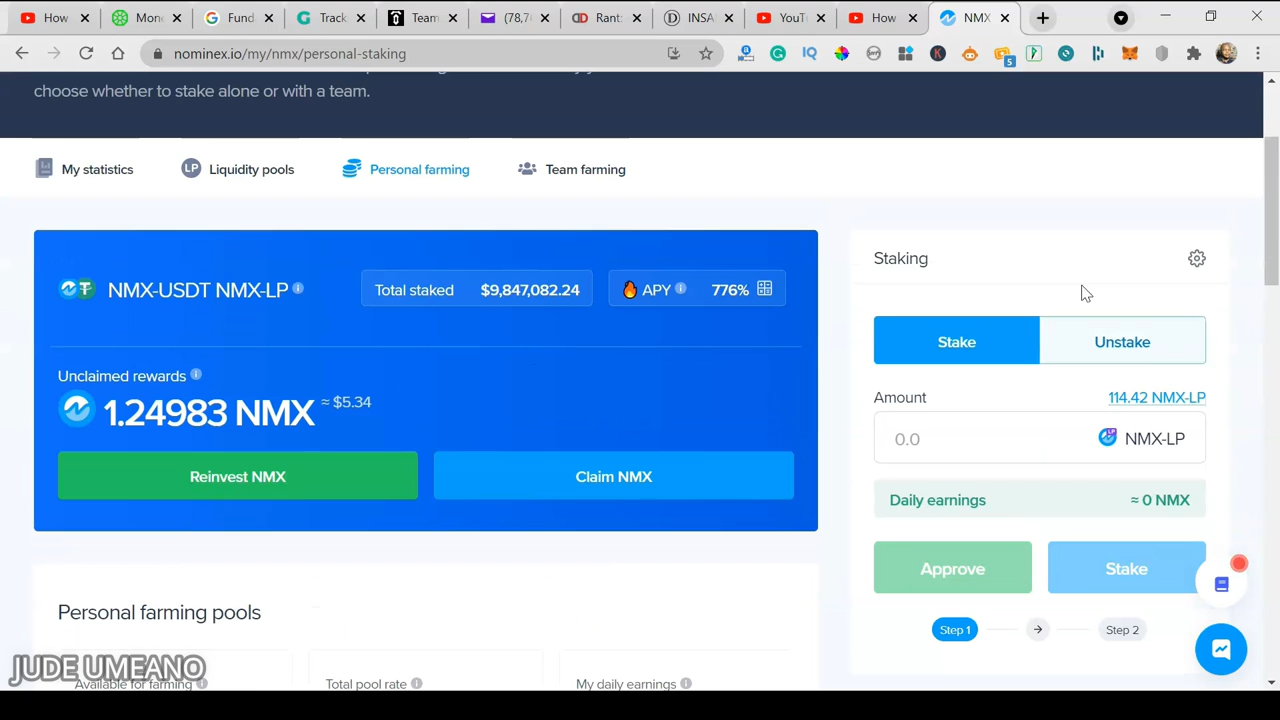 How
Mone
Fund
Track
Team
(78,7
Rant:
INSA
YouT
How
NMX
nominex.io/my/nmx/personal-staking
5
choose whether to stake alone or with a team.
My statistics
LP
Liquidity pools
Personal farming
Team farming
NMX-USDT NMX-LP
Total staked $9,847,082.24
APY 776%
Unclaimed rewards
1.24983 NMX ≈ $5.34
Reinvest NMX
Claim NMX
Staking
Stake
Unstake
Amount
114.42 NMX-LP
0.0
NMX-LP
Daily earnings
≈ 0 NMX
Approve
Stake
Step 1
Step 2
Personal farming pools
Available for farming
Total pool rate
My daily earnings
JUDE UMEANO